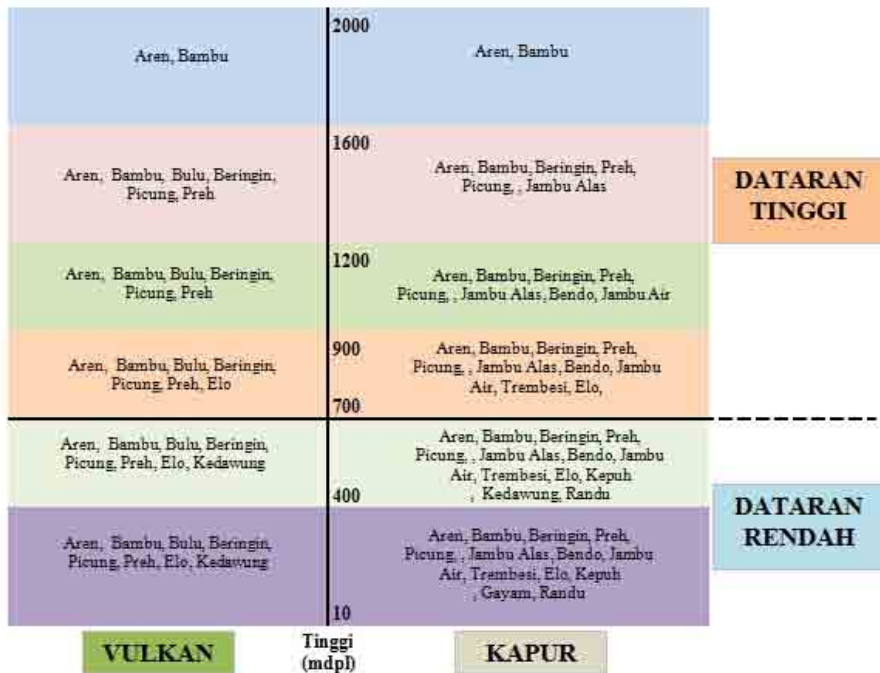 2000
Aren, Bambu
Aren, Bambu
1600
Aren, Bambu, Bulu, Beringin,
Picung, Preh
Aren, Bambu, Beringin, Preh,
Picung, , Jambu Alas
DATARAN
TINGGI
1200
Aren, Bambu, Bulu, Beringin,
Picung, Preh
Aren, Bambu, Beringin, Preh,
Picung, , Jambu Alas, Bendo, Jambu Air
900
Aren, Bambu, Bulu, Beringin,
Picung, Preh, Elo
Aren, Bambu, Beringin, Preh,
Picung, , Jambu Alas, Bendo, Jambu
Air, Trembesi, Elo,
700
Aren, Bambu, Bulu, Beringin,
Picung, Preh, Elo, Kedawung
Aren, Bambu, Beringin, Preh,
Picung, , Jambu Alas, Bendo, Jambu
Air, Trembesi, Elo, Kepuh
, Kedawung, Randu
400
DATARAN
RENDAH
Aren, Bambu, Bulu, Beringin,
Picung, Preh, Elo, Kedawung
Aren, Bambu, Beringin, Preh,
Picung, , Jambu Alas, Bendo, Jambu
Air, Trembesi, Elo, Kepuh
, Gayam, Randu
10
VULKAN
Tinggi
(mdpl)
KAPUR